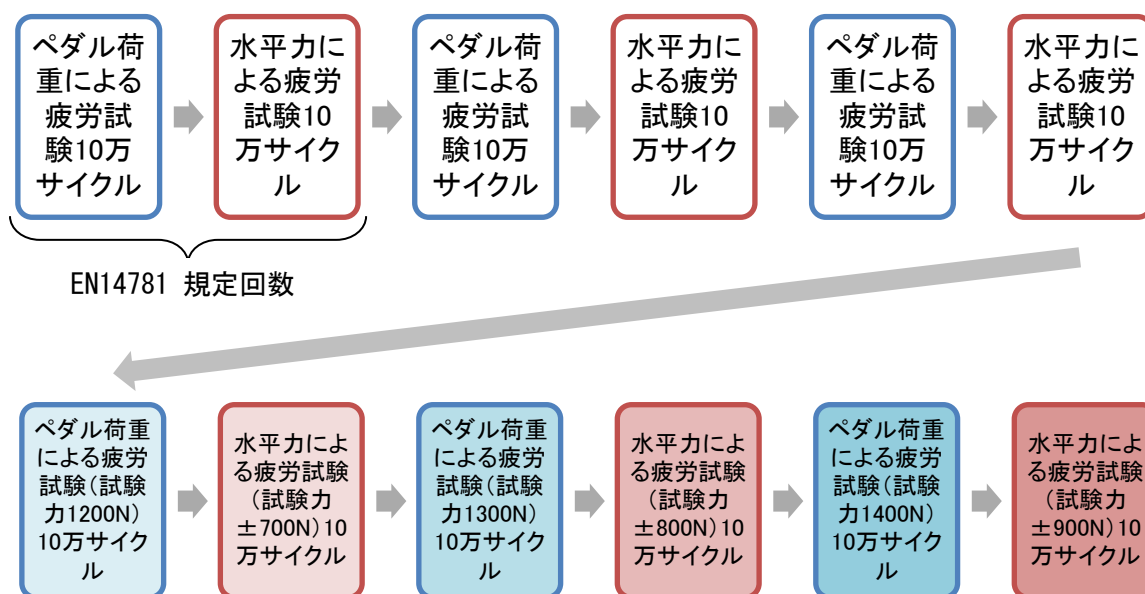 ペダル荷
重による
疲労試
験10万
サイクル
水平力に
よる疲労
試験10
万サイク
ル
ペダル荷
重による
疲労試
験10万
サイクル
水平力に
よる疲労
試験10
万サイク
ル
ペダル荷
重による
疲労試
験10万
サイクル
水平力に
よる疲労
試験10
万サイク
ル
EN14781 規定回数
ペダル荷重
による疲労
試験(試験
力1200N)
10万サイク
ル
水平力によ
る疲労試験
(試験力
±700N)10
万サイクル
ペダル荷重
による疲労
試験(試験
力1300N)
10万サイク
ル
水平力によ
る疲労試験
(試験力
±800N)10
万サイクル
ペダル荷重
による疲労
試験(試験
力1400N)
10万サイク
ル
水平力によ
る疲労試験
(試験力
±900N)10
万サイクル